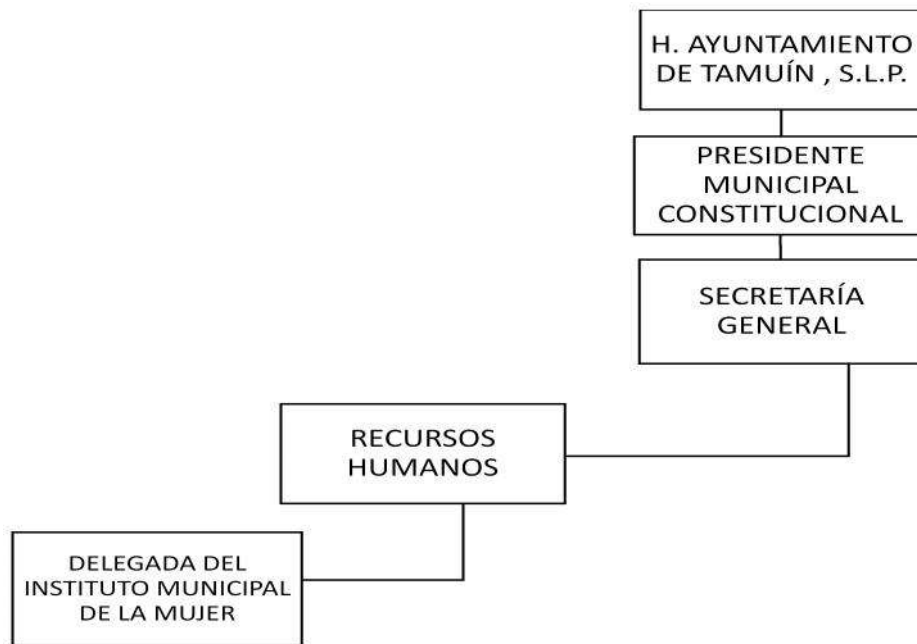 H. AYUNTAMIENTO
DE TAMUÍN , S.L.P.
PRESIDENTE
MUNICIPAL
CONSTITUCIONAL
SECRETARÍA
GENERAL
RECURSOS
HUMANOS
DELEGADA DEL
INSTITUTO MUNICIPAL
DE LA MUJER